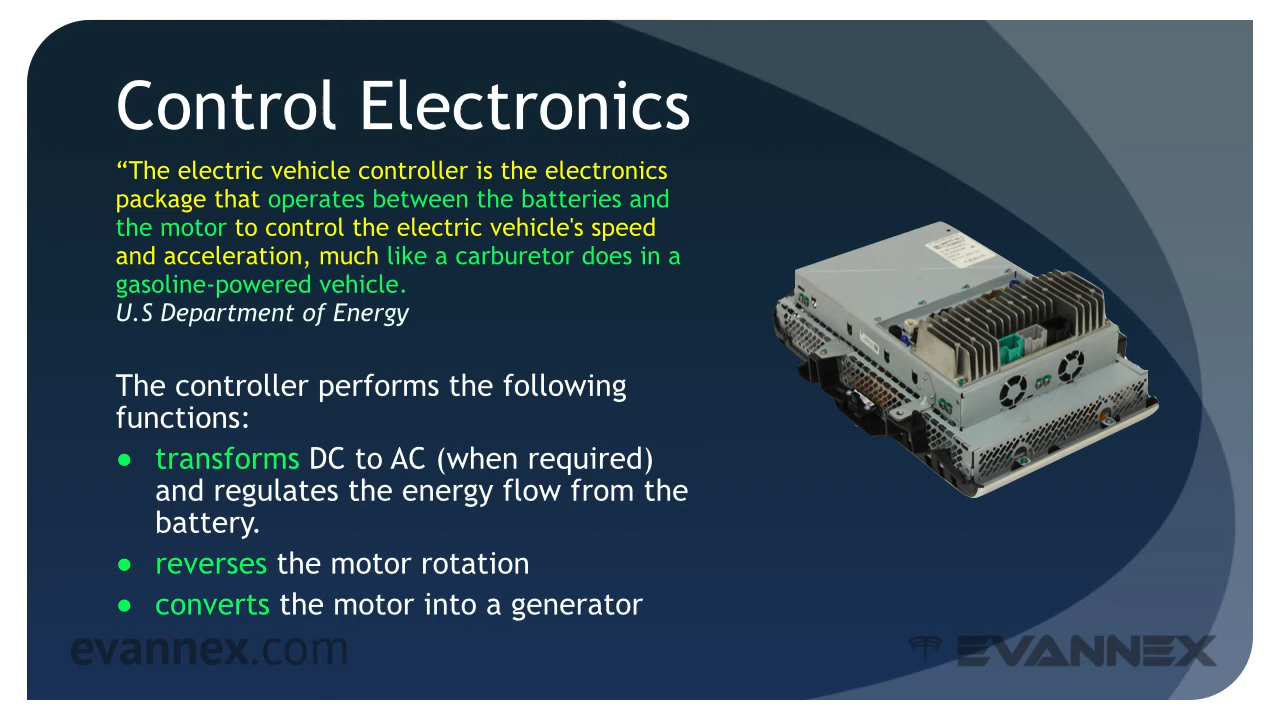 Control Electronics
“The electric vehicle controller is the electronics
package that operates between the batteries and
the motor to control the electric vehicle's speed
and acceleration, much like a carburetor does in a
gasoline-powered vehicle.
U.S Department of Energy
The controller performs the following
functions:
● transforms DC to AC (when required)
and regulates the energy flow from the
battery.
● reverses the motor rotation
● converts the motor into a generator
evannex.com
EVANNEX